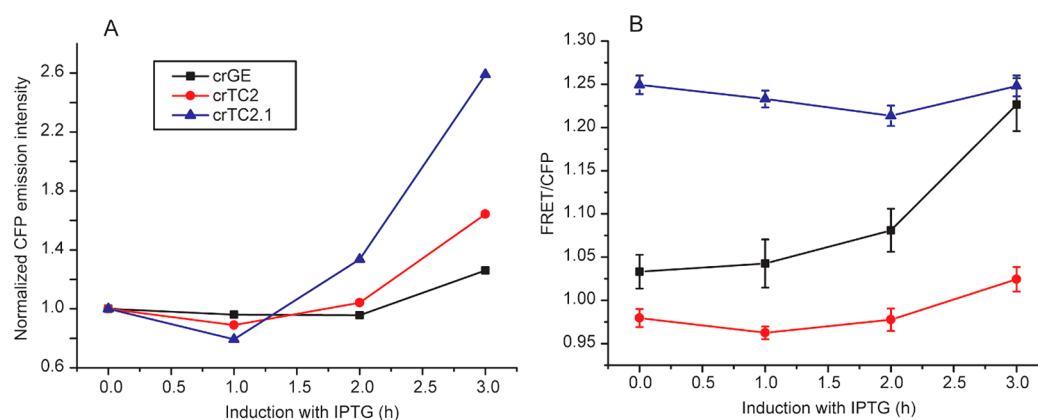 A
Normalized CFP emission intensity
2.6
2.2
1.8
1.4
1.0
0.6
crGE
crTC2
crTC2.1
0.0 0.5 1.0 1.5 2.0 2.5 3.0
Induction with IPTG (h)
B
FRET/CFP
1.30
1.25
1.20
1.15
1.10
1.05
1.00
0.95
0.0 0.5 1.0 1.5 2.0 2.5 3.0
Induction with IPTG (h)